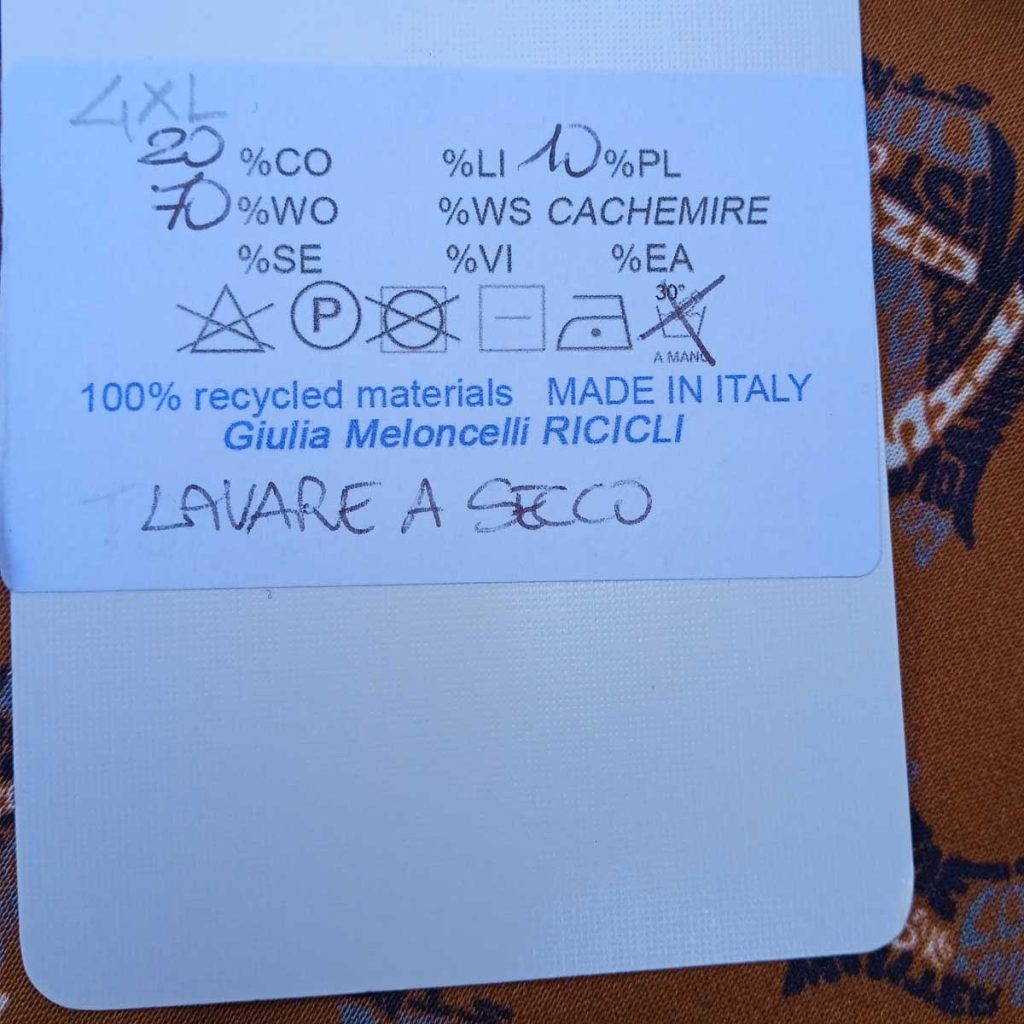 4XL
20 %CO %LI 10 %PL
70 %WO %WS CACHEMIRE
%SE %VI %EA
P 30°
A MANO
100% recycled materials MADE IN ITALY
Giulia Meloncelli RICICLI
LAVARE A SECCO